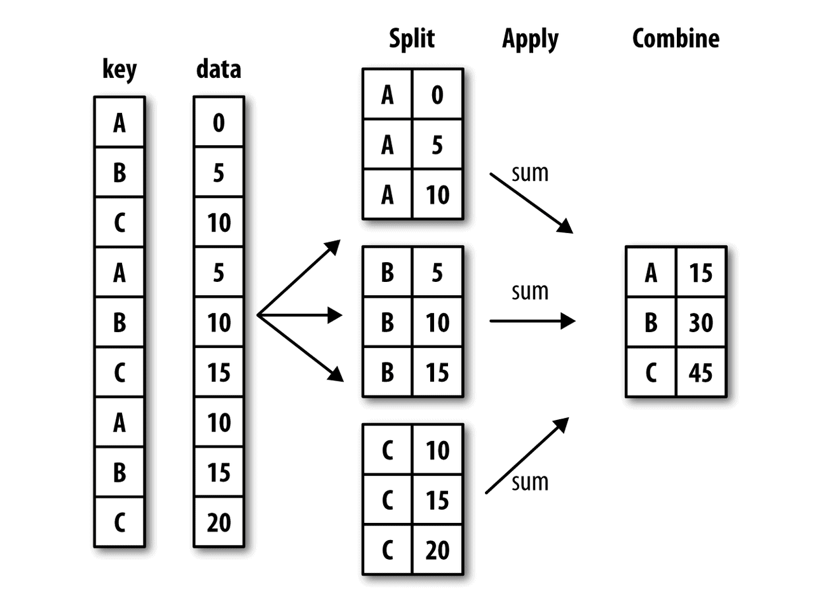 Split Apply Combine
key data
A 0
B 5
C 10
A 5
B 10
C 15
A 10
B 15
C 20
A 0
A 5
A 10
B 5
B 10
B 15
C 10
C 15
C 20
sum
sum
sum
A 15
B 30
C 45